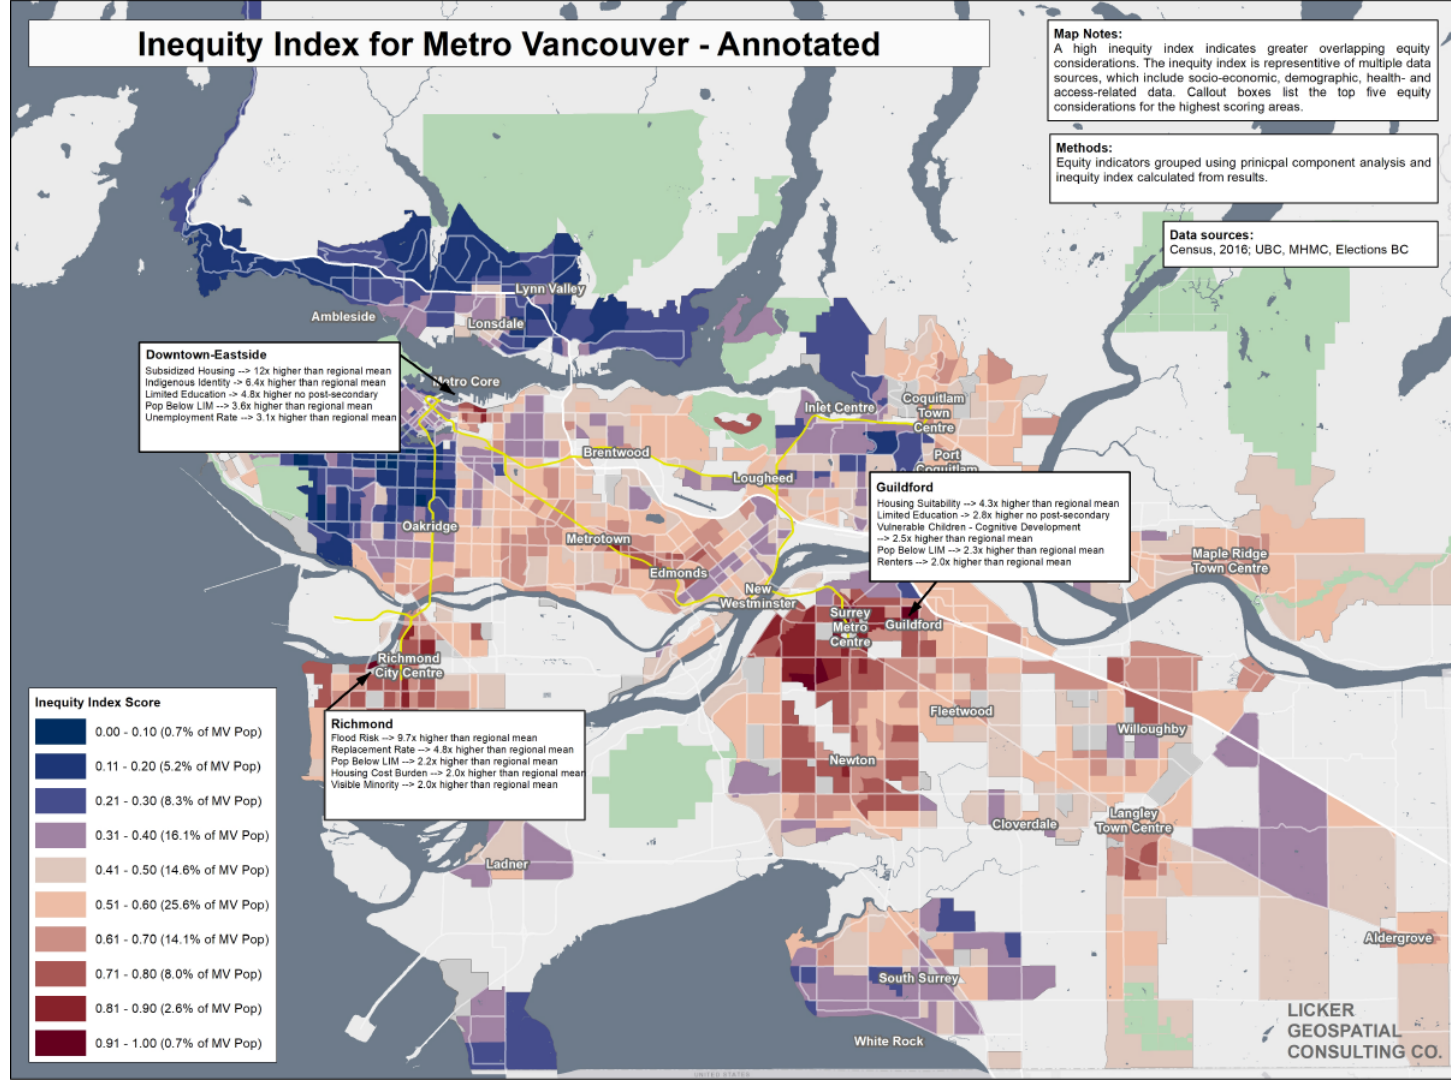 Inequity Index for Metro Vancouver - Annotated
Map Notes:
A high inequity index indicates greater overlapping equity
considerations. The inequity index is representitive of multiple data
sources, which include socio-economic, demographic, health- and
access-related data. Callout boxes list the top five equity
considerations for the highest scoring areas.
Methods:
Equity indicators grouped using prinicpal component analysis and
inequity index calculated from results.
Data sources:
Census, 2016; UBC, MHMC, Elections BC
Lynn Valley
Ambleside
Lonsdale
Downtown-Eastside
Subsidized Housing --> 12x higher than regional mean
Indigenous Identity -> 6.4x higher than regional mean
Limited Education -> 4.8x higher no post-secondary
Pop Below LIM --> 3.6x higher than regional mean
Unemployment Rate --> 3.1x higher than regional mean
Metro Core
Inlet Centre
Coquitlam
Town
Centre
Brentwood
Lougheed
Port
Coquitlam
Guildford
Housing Suitability --> 4.3x higher than regional mean
Limited Education -> 2.8x higher no post-secondary
Vulnerable Children - Cognitive Development
--> 2.5x higher than regional mean
Pop Below LIM --> 2.3x higher than regional mean
Renters --> 2.0x higher than regional mean
Oakridge
Metrotown
Edmonds
New
Westminster
Maple Ridge
Town Centre
Surrey
Metro
Centre
Guildford
Richmond
City Centre
Richmond
Flood Risk --> 9.7x higher than regional mean
Replacement Rate --> 4.8x higher than regional mean
Pop Below LIM --> 2.2x higher than regional mean
Housing Cost Burden --> 2.0x higher than regional mean
Visible Minority --> 2.0x higher than regional mean
Fleetwood
Willoughby
Newton
Cloverdale
Langley
Town Centre
Ladner
Aldergrove
South Surrey
White Rock
Inequity Index Score
0.00 - 0.10 (0.7% of MV Pop)
0.11 - 0.20 (5.2% of MV Pop)
0.21 - 0.30 (8.3% of MV Pop)
0.31 - 0.40 (16.1% of MV Pop)
0.41 - 0.50 (14.6% of MV Pop)
0.51 - 0.60 (25.6% of MV Pop)
0.61 - 0.70 (14.1% of MV Pop)
0.71 - 0.80 (8.0% of MV Pop)
0.81 - 0.90 (2.6% of MV Pop)
0.91 - 1.00 (0.7% of MV Pop)
LICKER
GEOSPATIAL
CONSULTING CO.
UNITED STATES